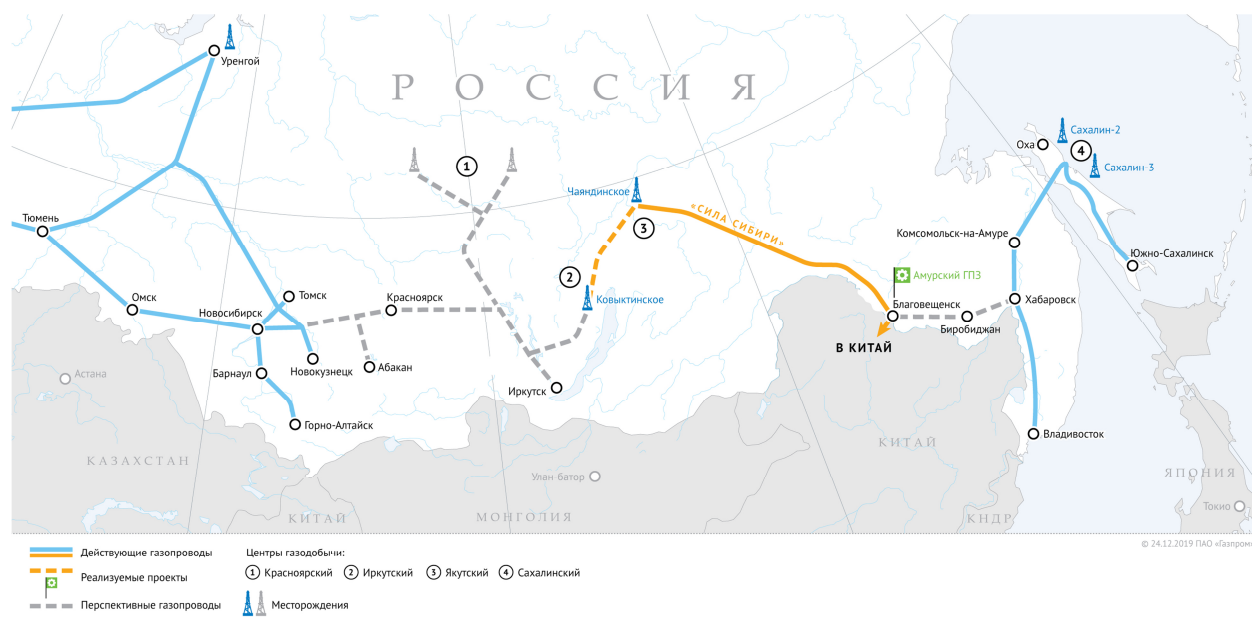 Уренгой
РОССИЯ
1
Оха
Сахалин-2
4
Сахалин-3
Чаяндинское
«СИЛА СИБИРИ»
3
Тюмень
Комсомольск-на-Амуре
Южно-Сахалинск
2
Амурский ГПЗ
Омск
Томск
Красноярск
Ковыктинское
Новосибирск
Благовещенск
Хабаровск
Биробиджан
В КИТАЙ
Астана
Барнаул
Новокузнецк
Абакан
Иркутск
Горно-Алтайск
Владивосток
КАЗАХСТАН
КИТАЙ
Улан-батор
ЯПОНИЯ
КИТАЙ
МОНГОЛИЯ
КНДР
Токио
© 24.12.2019 ПАО «Газпром»
Действующие газопроводы
Реализуемые проекты
Перспективные газопроводы
Центры газодобычи:
1 Красноярский 2 Иркутский 3 Якутский 4 Сахалинский
Месторождения